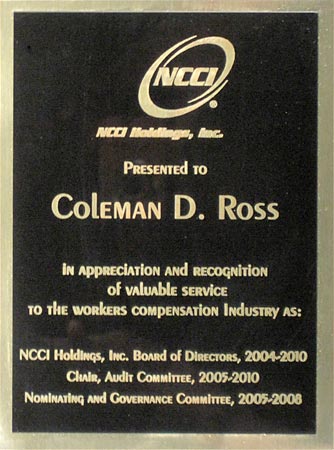 NCCI
®
NCCI Holdings, Inc.
Presented to
Coleman D. Ross
in appreciation and recognition
of valuable service
to the workers compensation Industry as:
NCCI Holdings, Inc. Board of Directors, 2004-2010
Chair, Audit Committee, 2005-2010
Nominating and Governance Committee, 2005-2008